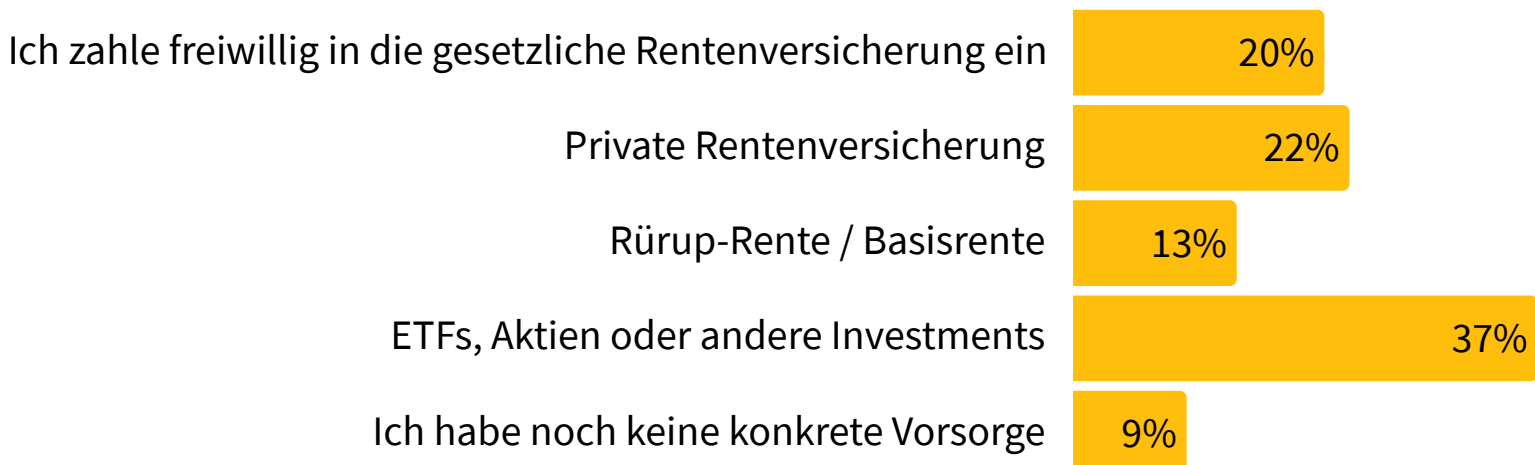 Ich zahle freiwillig in die gesetzliche Rentenversicherung ein 20%
Private Rentenversicherung 22%
Rürup-Rente / Basisrente 13%
ETFs, Aktien oder andere Investments 37%
Ich habe noch keine konkrete Vorsorge 9%